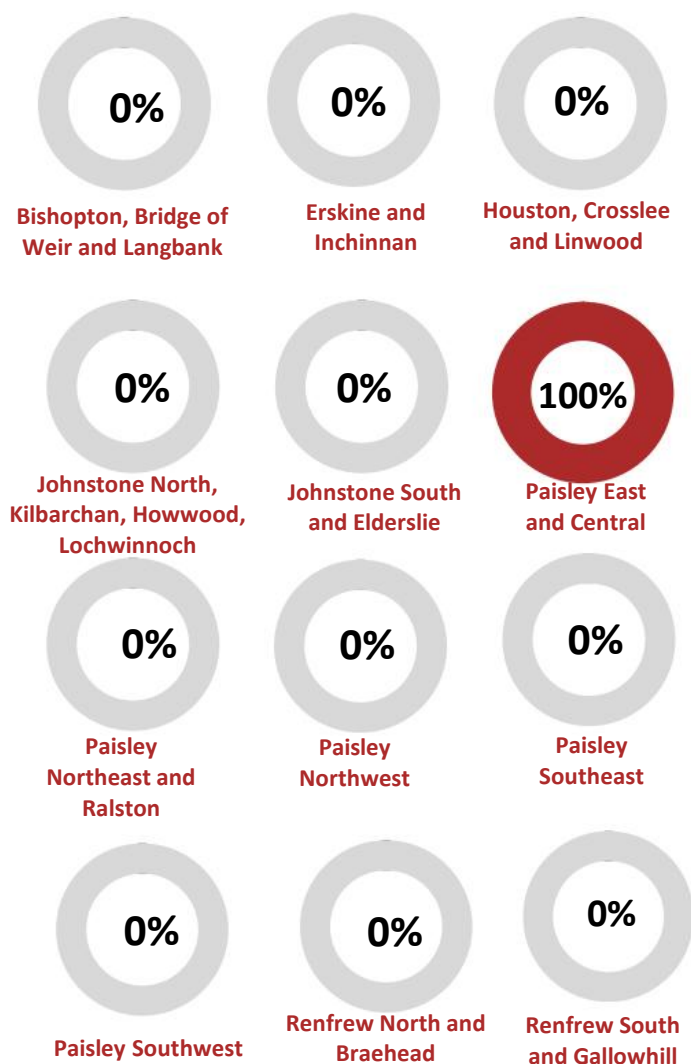 0%
0%
0%
Bishopton, Bridge of
Weir and Langbank
Erskine and
Inchinnan
Houston, Crosslee
and Linwood
0%
0%
100%
Johnstone North,
Kilbarchan, Howwood,
Lochwinnoch
Johnstone South
and Elderslie
Paisley East
and Central
0%
0%
0%
Paisley
Northeast and
Ralston
Paisley
Northwest
Paisley
Southeast
0%
0%
0%
Paisley Southwest
Renfrew North and
Braehead
Renfrew South
and Gallowhill